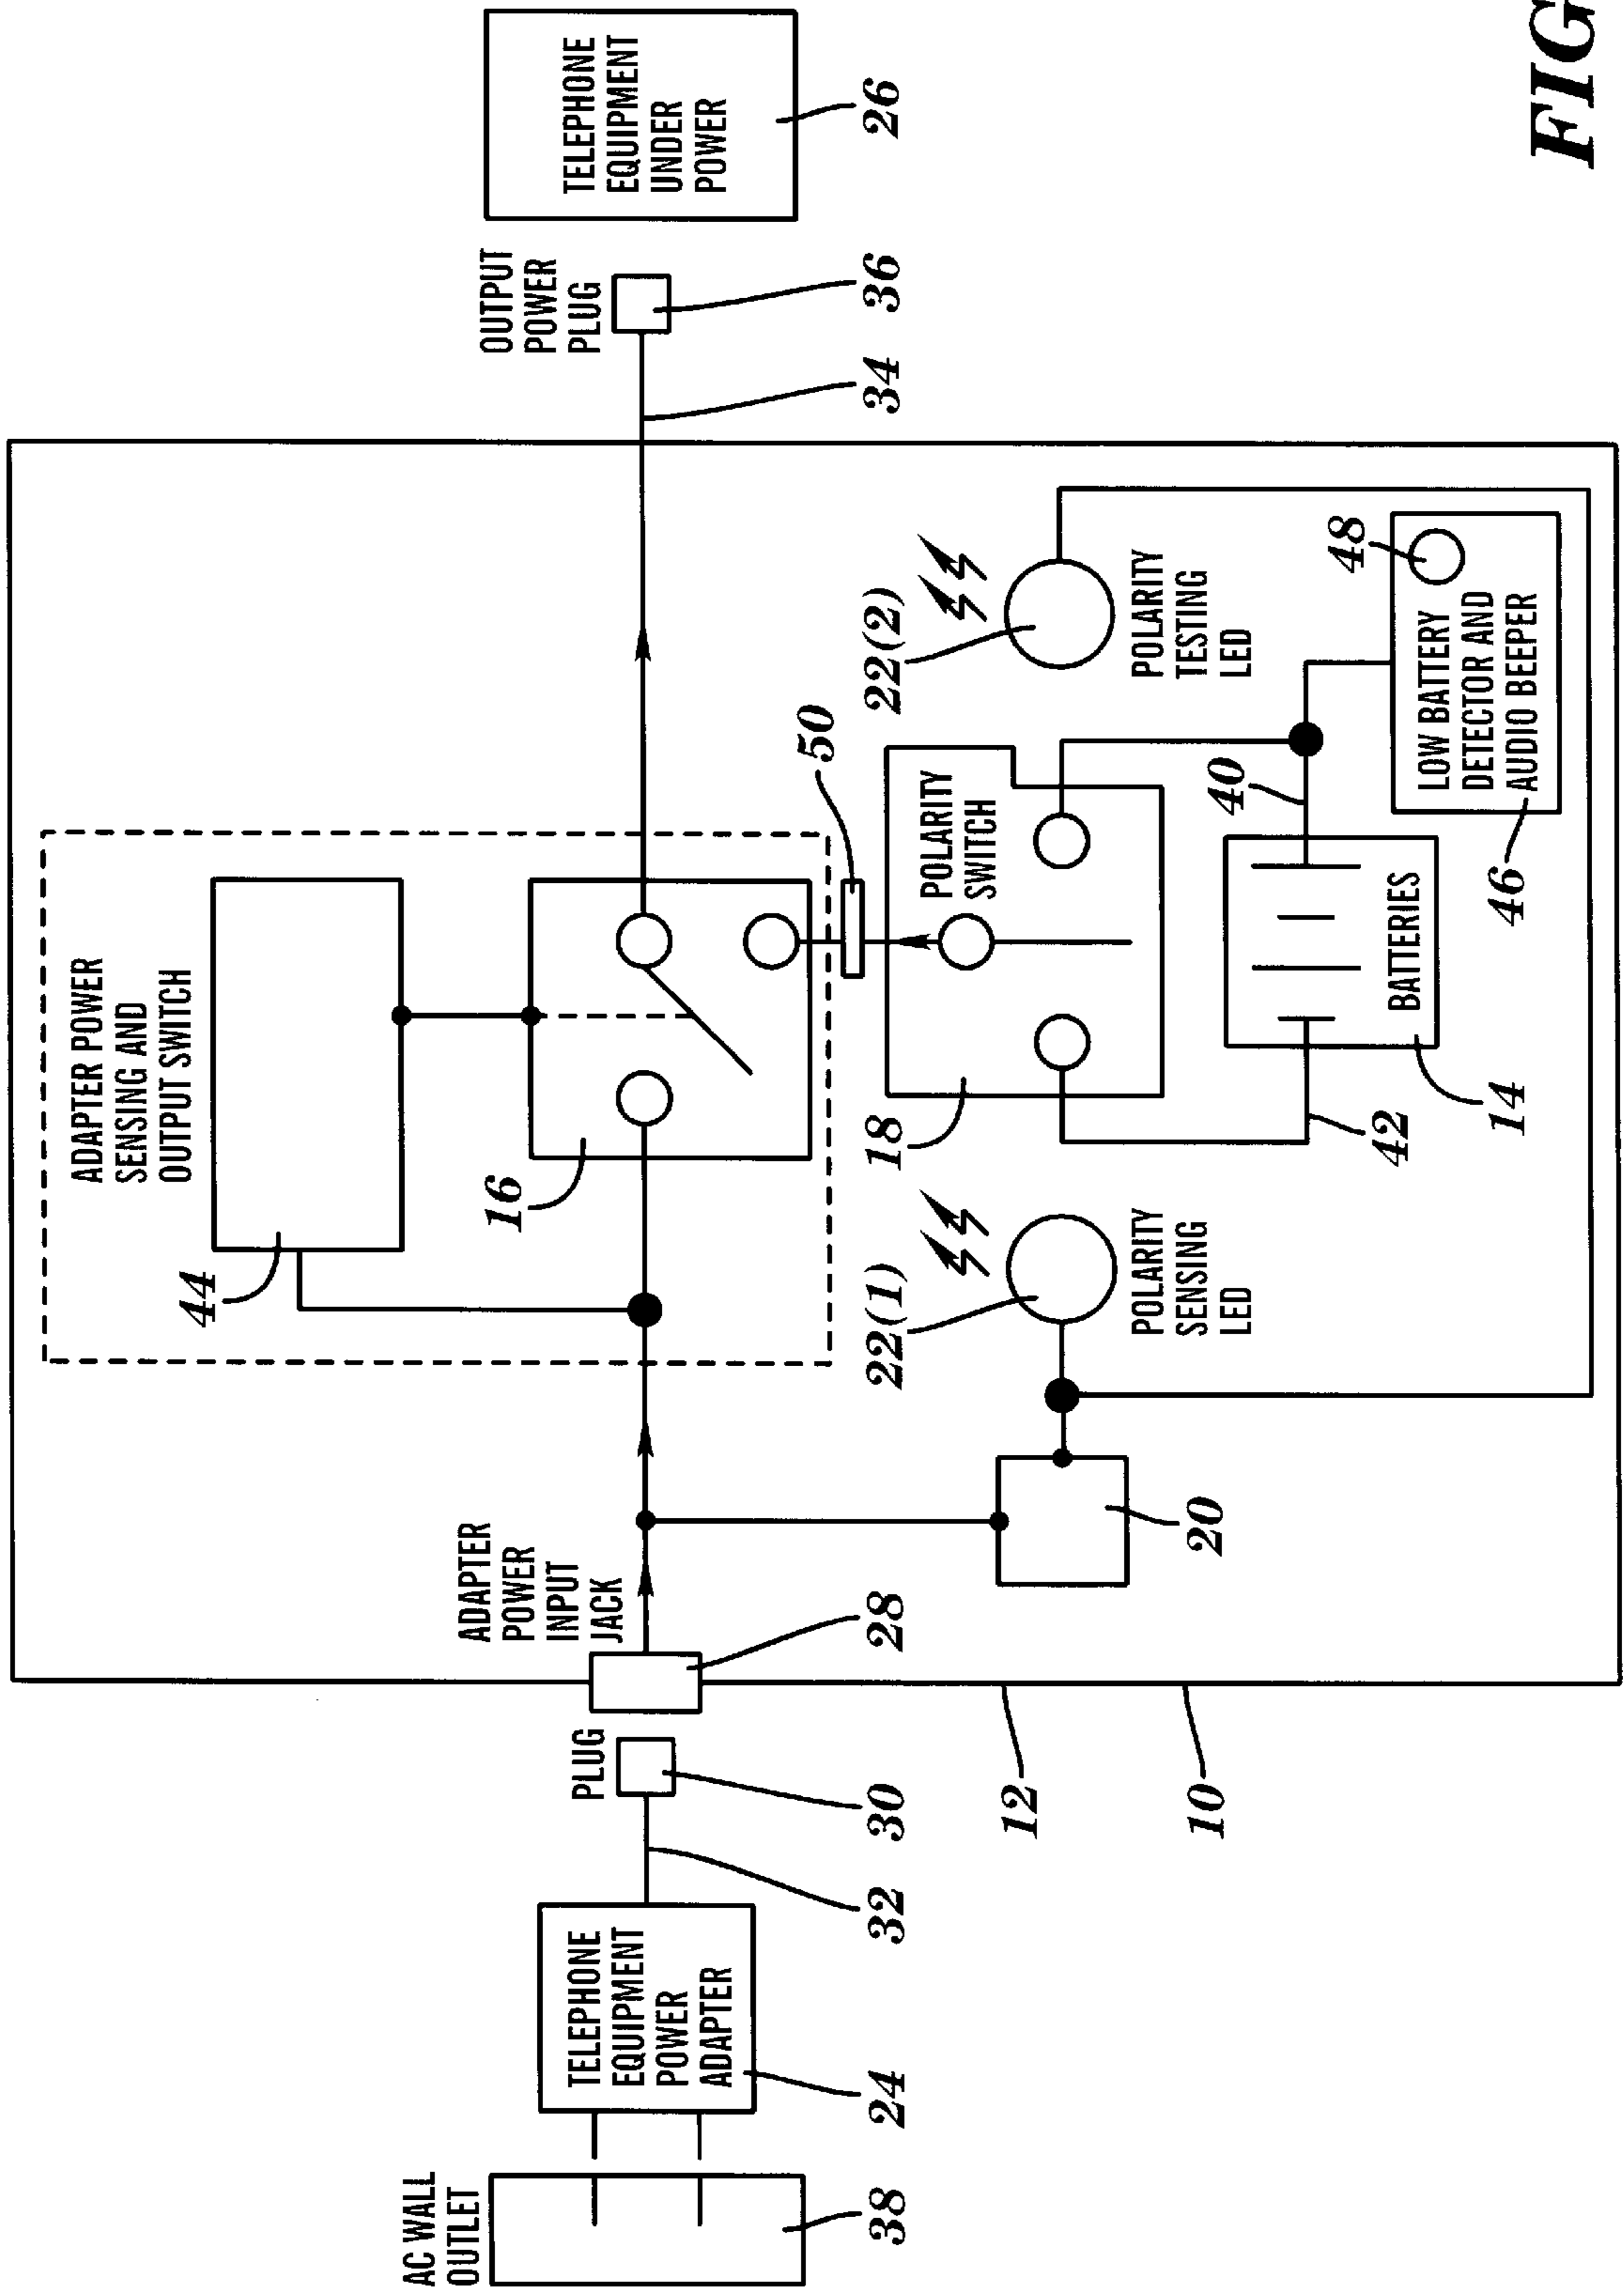 AC WALL
OUTLET
38
TELEPHONE
EQUIPMENT
POWER
ADAPTER
24
32
PLUG
30
ADAPTER
POWER
INPUT
JACK
28
12
10
20
ADAPTER POWER
SENSING AND
OUTPUT SWITCH
44
16
22(1)
POLARITY
SENSING
LED
18
POLARITY
SWITCH
50
42
BATTERIES
14
40
22(2)
POLARITY
TESTING
LED
48
LOW BATTERY
DETECTOR AND
AUDIO BEEPER
46
34
OUTPUT
POWER
PLUG
36
TELEPHONE
EQUIPMENT
UNDER
POWER
26
FIG